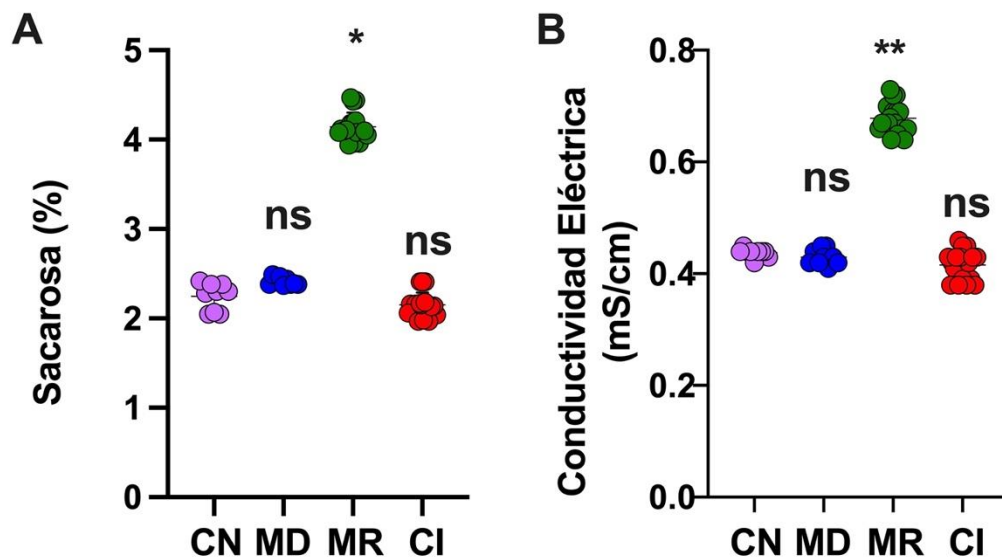 A
Sacarosa (%)
5
4
3
2
1
0
*
ns
ns
CN MD MR CI
B
Conductividad Eléctrica
(mS/cm)
0.8
0.6
0.4
0.2
0.0
**
ns
ns
CN MD MR CI